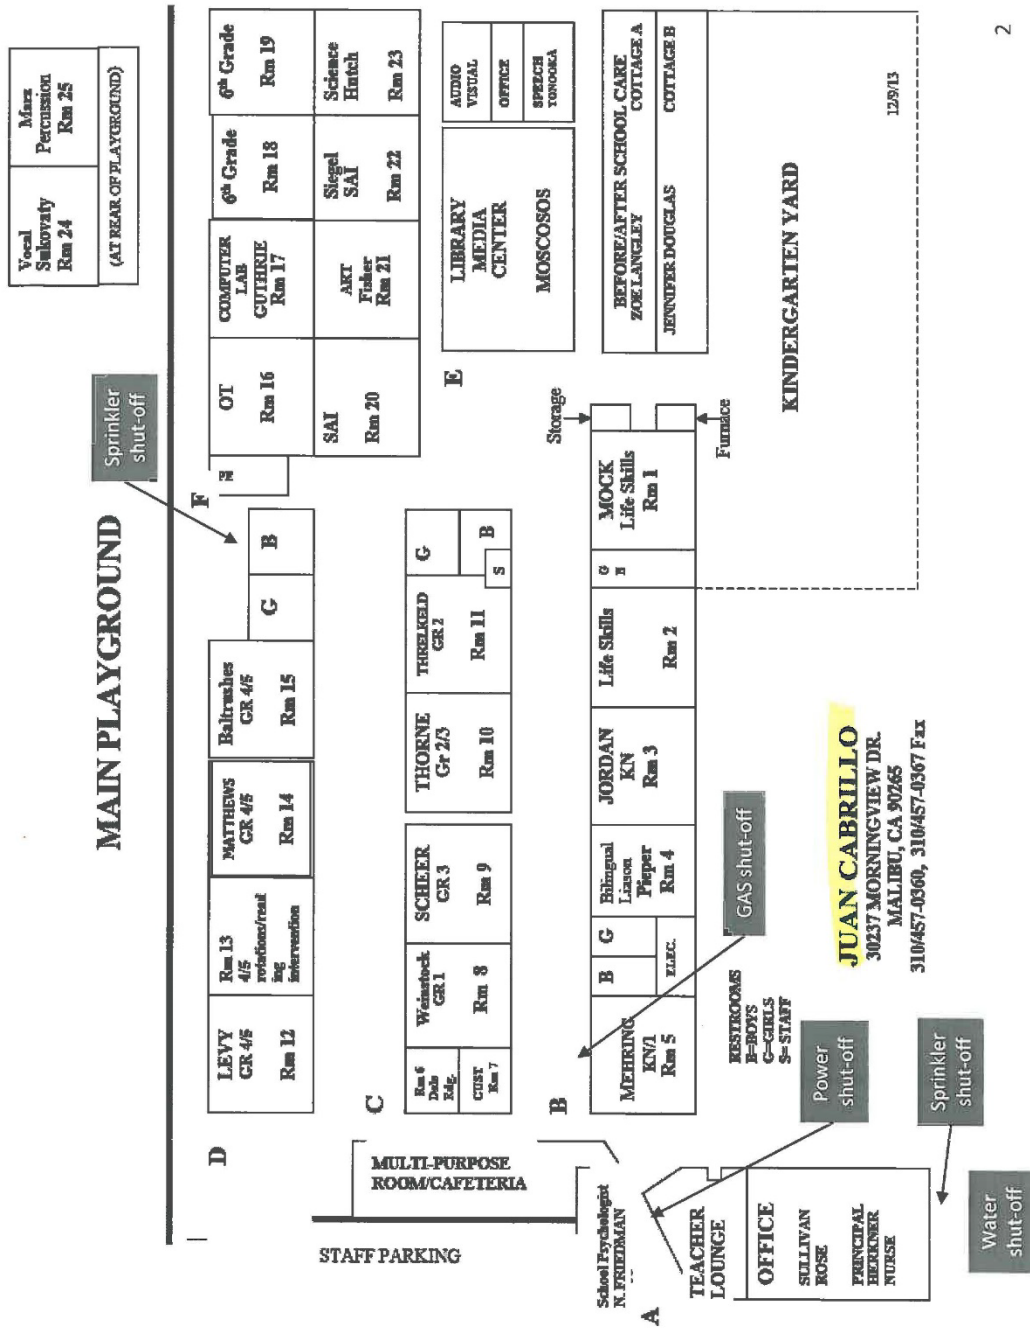 MAIN PLAYGROUND
Sprinkler
shut-off
Vocal
Sukovaty
Rm 24
Marx
Percussion
Rm 25
(AT REAR OF PLAYGROUND)
D
LEVY
GR 4/5
Rm 12
Rm 13
4/5
rotations/read
ing
intervention
MATTHEWS
GR 4/5
Rm 14
Baltrushes
GR 4/5
Rm 15
G
B
F
OT
Rm 16
COMPUTER
LAB
GUTHRIE
Rm 17
6th Grade
Rm 18
6th Grade
Rm 19
SAI
Rm 20
ART
Fisher
Rm 21
Siegel
SAI
Rm 22
Science
Hutch
Rm 23
MULTI-PURPOSE
ROOM/CAFETERIA
STAFF PARKING
C
Rm 6
Rdg.
CUST
Rm 7
Weinstock
GR 1
Rm 8
SCHEER
GR 3
Rm 9
THORNE
Gr 2/3
Rm 10
THRELKELD
GR 2
Rm 11
G
S
B
E
LIBRARY
MEDIA
CENTER
MOSCOSOS
AUDIO
VISUAL
OFFICE
SPEECH
TONOOKA
B
MEHRING
KN/1
Rm 5
B
G
ELEC.
Bilingual
Liason
Pieper
Rm 4
JORDAN
KN
Rm 3
Life Skills
Rm 2
G
MOCK
Life Skills
Rm 1
Storage
Furnace
BEFORE/AFTER SCHOOL CARE
ZOE LANGLEY COTTAGE A
JENNIFER DOUGLAS COTTAGE B
KINDERGARTEN YARD
School Psychologist
N. FRIEDMAN
A
TEACHER
LOUNGE
OFFICE
SULLIVAN
ROSE
PRINCIPAL
HERKNER
NURSE
RESTROOMS
B=BOYS
G=GIRLS
S=STAFF
GAS shut-off
Power
shut-off
Sprinkler
shut-off
Water
shut-off
JUAN CABRILLO
30237 MORNINGVIEW DR.
MALIBU, CA 90265
310/457-0360, 310/457-0367 Fax
12/9/13
2